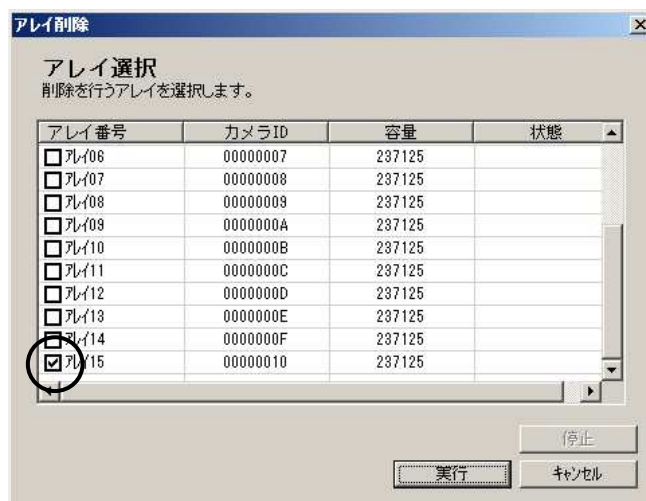 アレイ削除
アレイ選択
削除を行うアレイを選択します。
アレイ番号 カメラID 容量 状態
ｱﾚｲ06 00000007 237125
ｱﾚｲ07 00000008 237125
ｱﾚｲ08 00000009 237125
ｱﾚｲ09 0000000A 237125
ｱﾚｲ10 0000000B 237125
ｱﾚｲ11 0000000C 237125
ｱﾚｲ12 0000000D 237125
ｱﾚｲ13 0000000E 237125
ｱﾚｲ14 0000000F 237125
ｱﾚｲ15 00000010 237125
停止
実行 ｷｬﾝｾﾙ